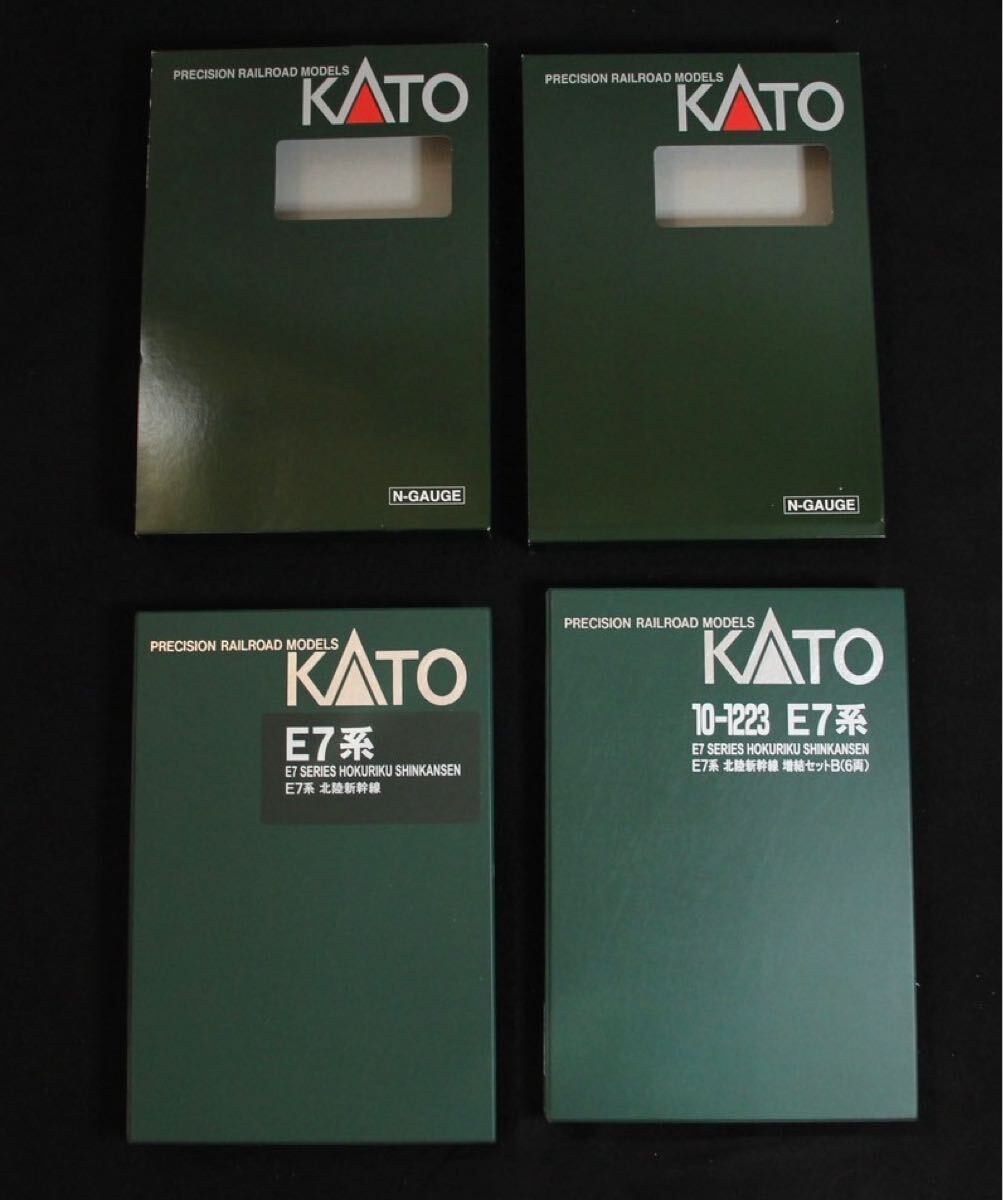 PRECISION RAILROAD MODELS
KATO
N-GAUGE
PRECISION RAILROAD MODELS
KATO
N-GAUGE
PRECISION RAILROAD MODELS
KATO
E7系
E7 SERIES HOKURIKU SHINKANSEN
E7系 北陸新幹線
PRECISION RAILROAD MODELS
KATO
10-1223 E7系
E7 SERIES HOKURIKU SHINKANSEN
E7系 北陸新幹線 増結セットB(6両)